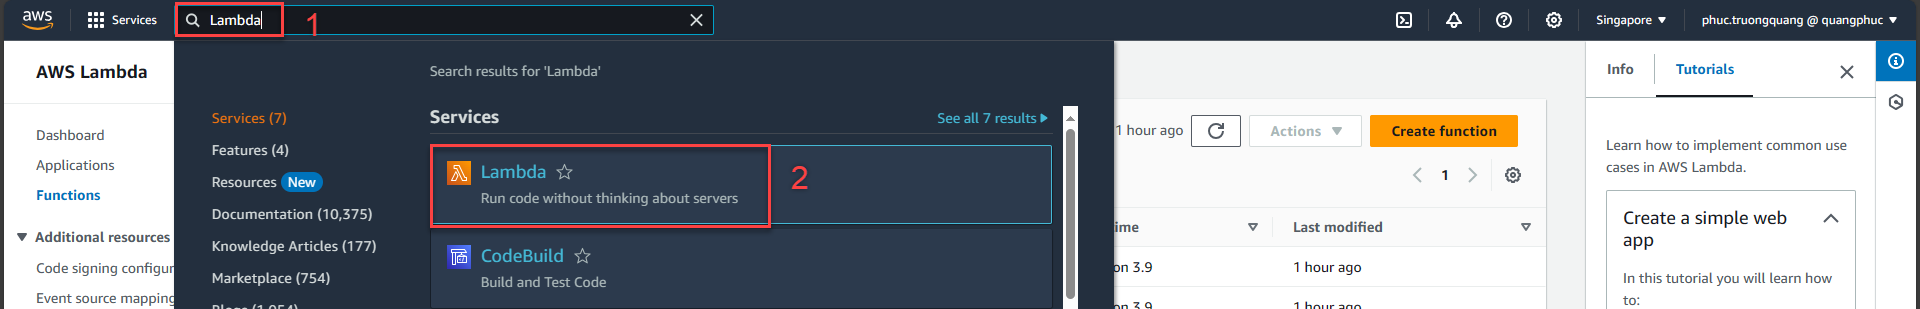 aws
Services
Lambda
1
Singapore
phuc.truongquang @ quangphuc
AWS Lambda
Dashboard
Applications
Functions
Additional resources
Code signing configur
Event source mapping
Search results for 'Lambda'
Services (7)
Features (4)
Resources New
Documentation (10,375)
Knowledge Articles (177)
Marketplace (754)
Services
See all 7 results
Lambda
Run code without thinking about servers
2
CodeBuild
Build and Test Code
1 hour ago
Actions
Create function
1
ime
Last modified
on 3.9
1 hour ago
on 3.9
1 hour ago
Info
Tutorials
Learn how to implement common use
cases in AWS Lambda.
Create a simple web
app
In this tutorial you will learn how
to: